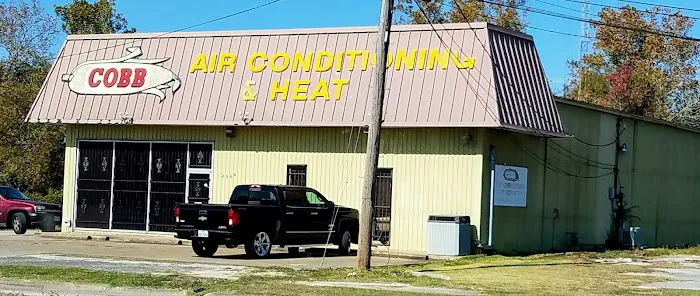 COBB
AIR CONDITIONING
& HEAT